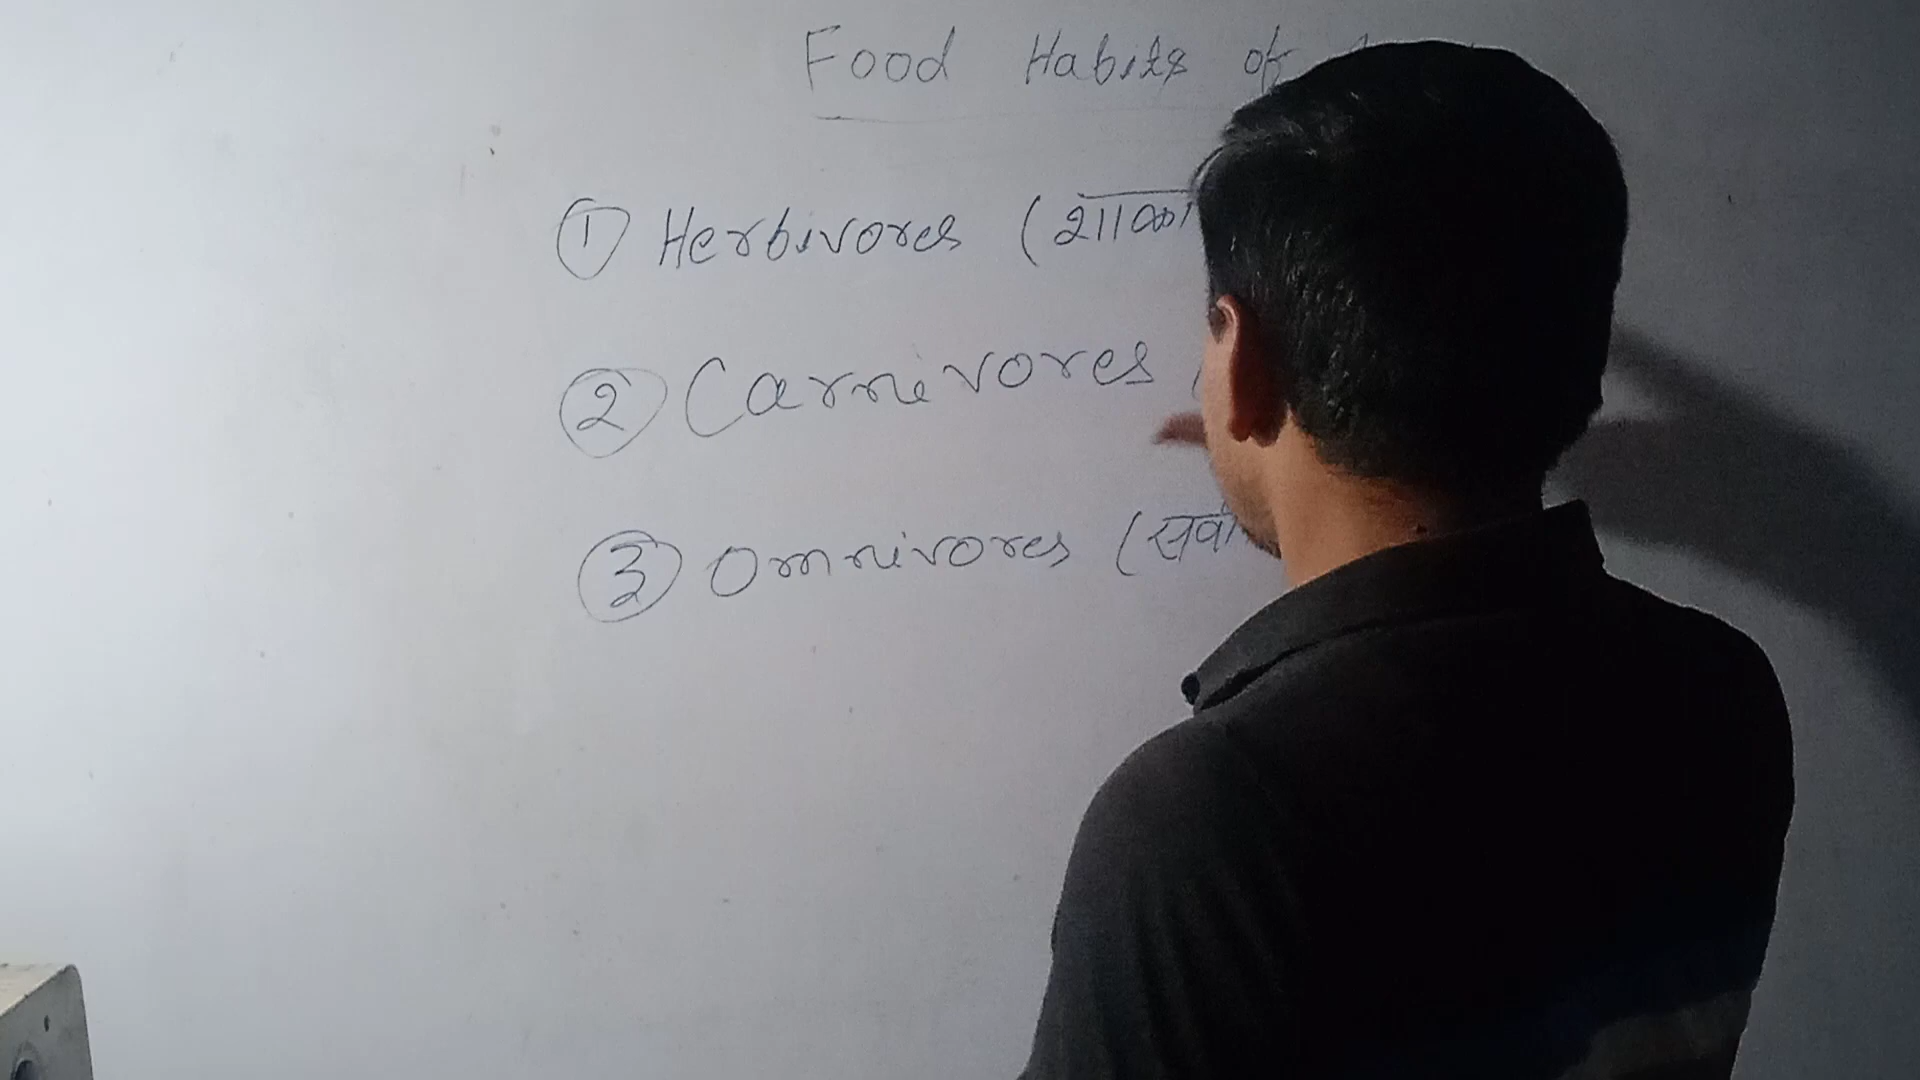 Food Habits of
① Herbivores (शाका
② Carnivores (
③ Omnivores (सर्वा